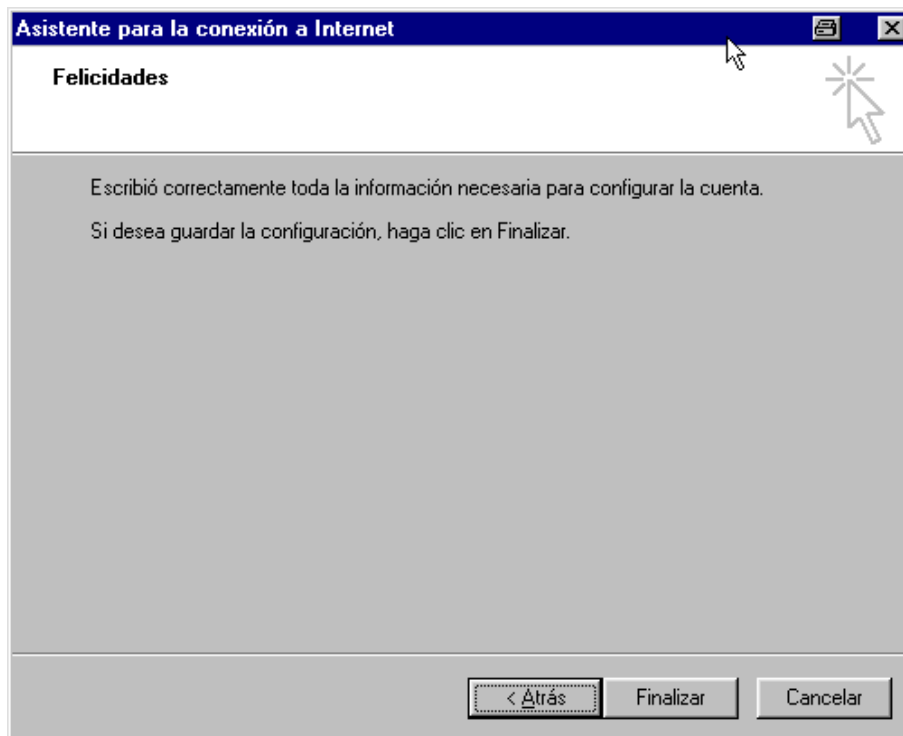 Asistente para la conexión a Internet
Felicidades
Escribió correctamente toda la información necesaria para configurar la cuenta.
Si desea guardar la configuración, haga clic en Finalizar.
< Atrás Finalizar Cancelar